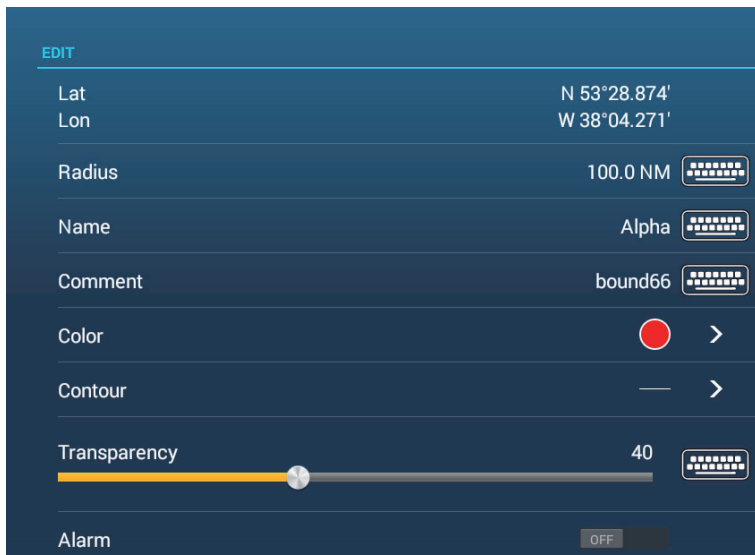 EDIT
Lat N 53°28.874'
Lon W 38°04.271'
Radius 100.0 NM
Name Alpha
Comment bound66
Color
Contour
Transparency 40
Alarm OFF